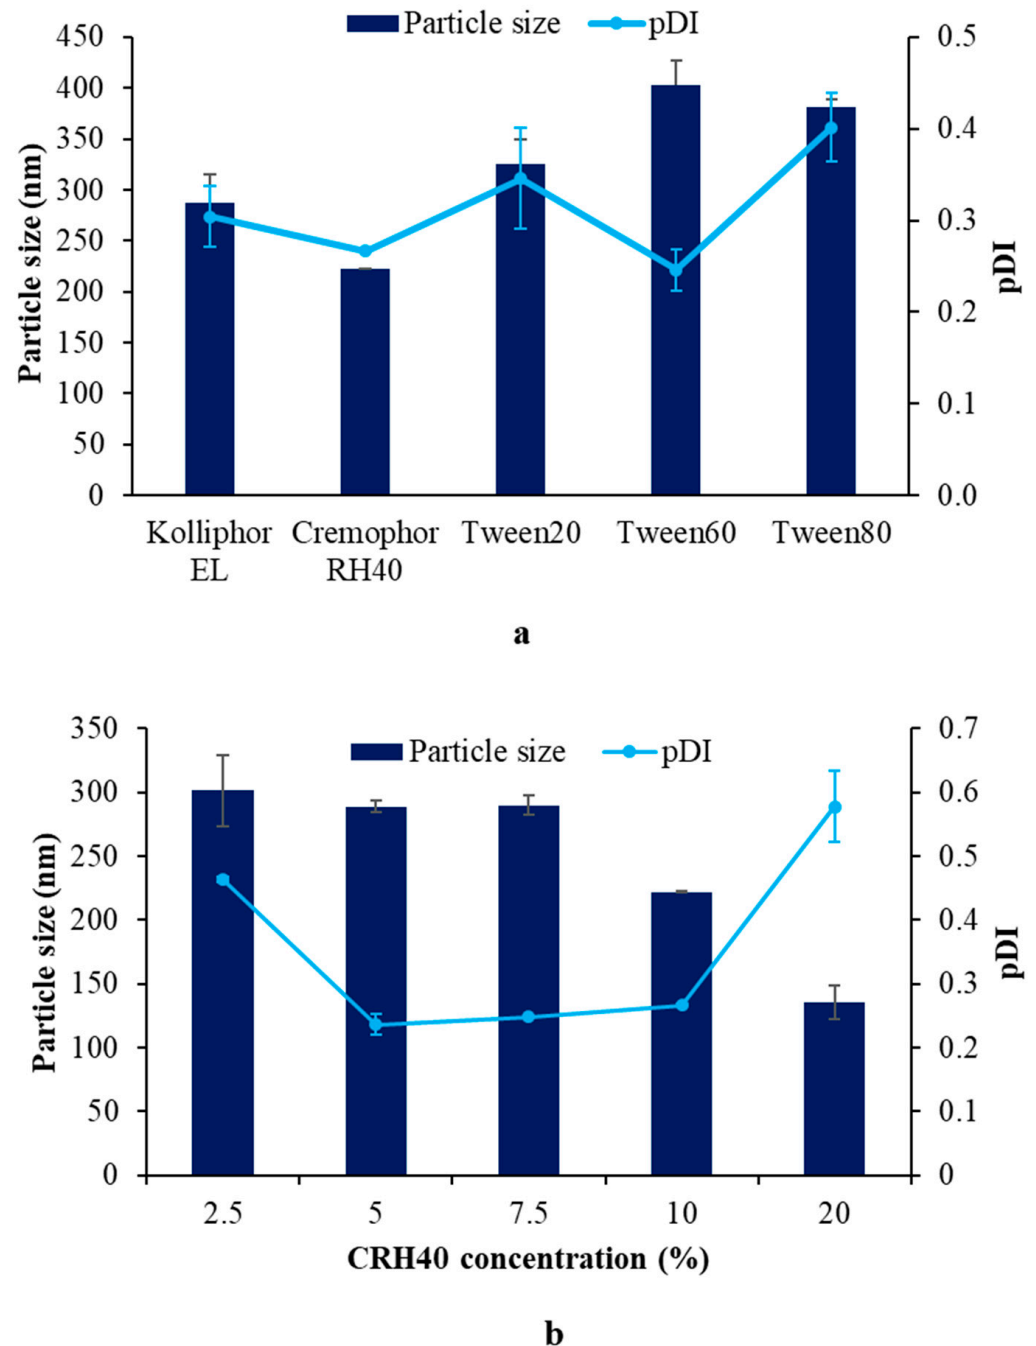 Particle size pDI
450
400
350
300
250
200
150
100
50
0
Particle size (nm)
0.5
0.4
0.3
0.2
0.1
0.0
pDI
Kolliphor Cremophor Tween20 Tween60 Tween80
EL RH40
a
Particle size pDI
350
300
250
200
150
100
50
0
Particle size (nm)
0.7
0.6
0.5
0.4
0.3
0.2
0.1
0
pDI
2.5 5 7.5 10 20
CRH40 concentration (%)
b